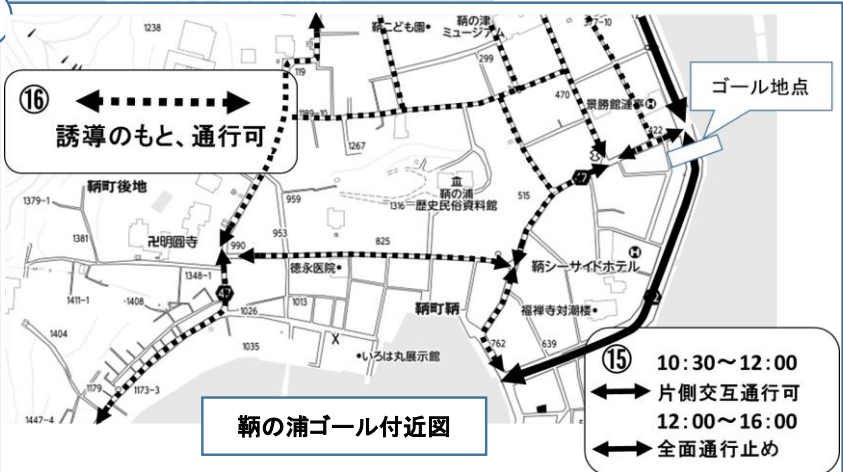 1238
鞆こども園
鞆の津
ミュージアム
377-10
119
299
⑯
誘導のもと、通行可
1189-10
470
景勝館漣亭
ゴール地点
422
1267
鞆町後地
1379-1
959
1316
鞆の浦
歴史民俗資料館
515
47
1381
卍明圓寺
990
953
825
徳永医院
鞆シーサイドホテル
1348-1
1411-1
1408
47
1013
鞆町鞆
福禅寺対潮楼
1026
1404
1035
X
いろは丸展示館
762
639
1179
1173-3
1447-4
鞆の浦ゴール付近図
⑮ 10:30～12:00
片側交互通行可
12:00～16:00
全面通行止め